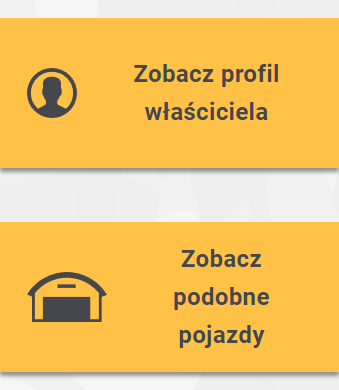 Zobacz profil
właściciela
Zobacz
podobne
pojazdy